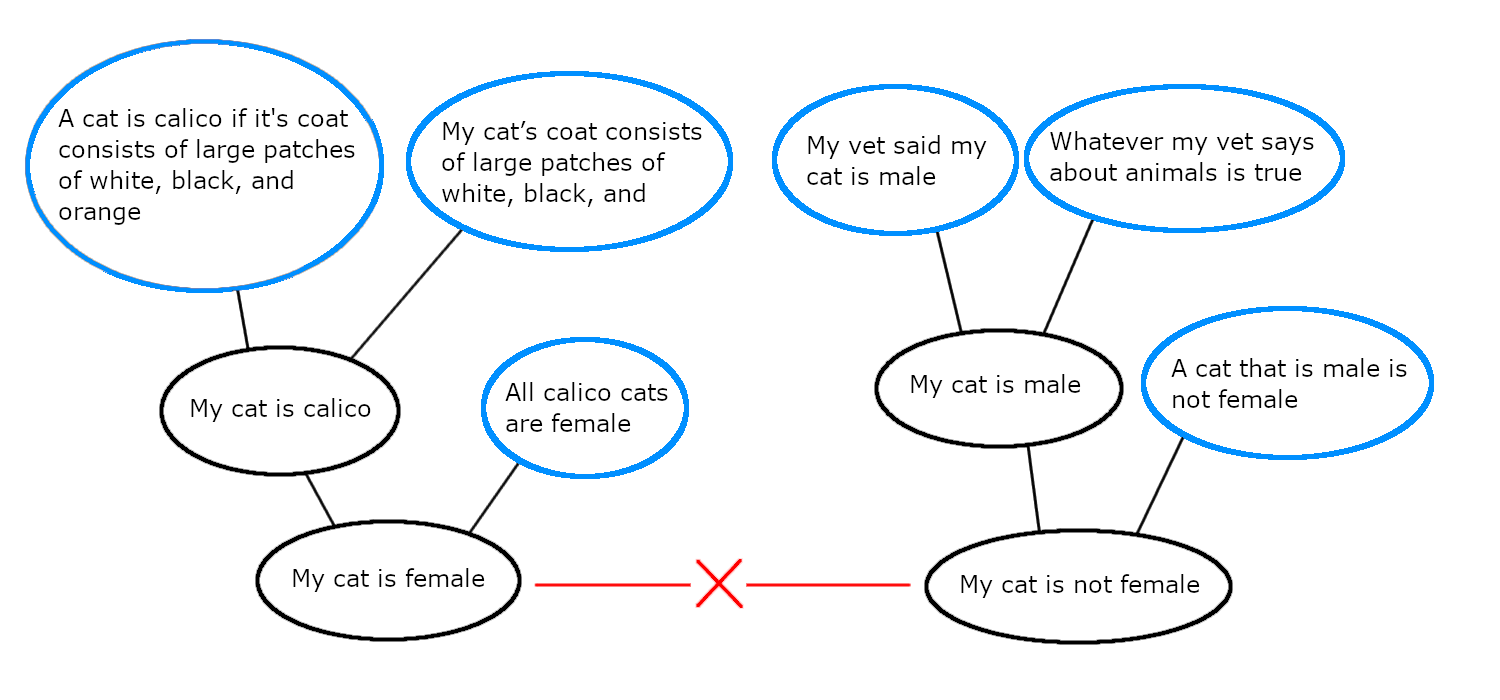 A cat is calico if it's coat
consists of large patches
of white, black, and
orange
My cat’s coat consists
of large patches of
white, black, and
My vet said my
cat is male
Whatever my vet says
about animals is true
My cat is calico
All calico cats
are female
My cat is male
A cat that is male is
not female
My cat is female
My cat is not female